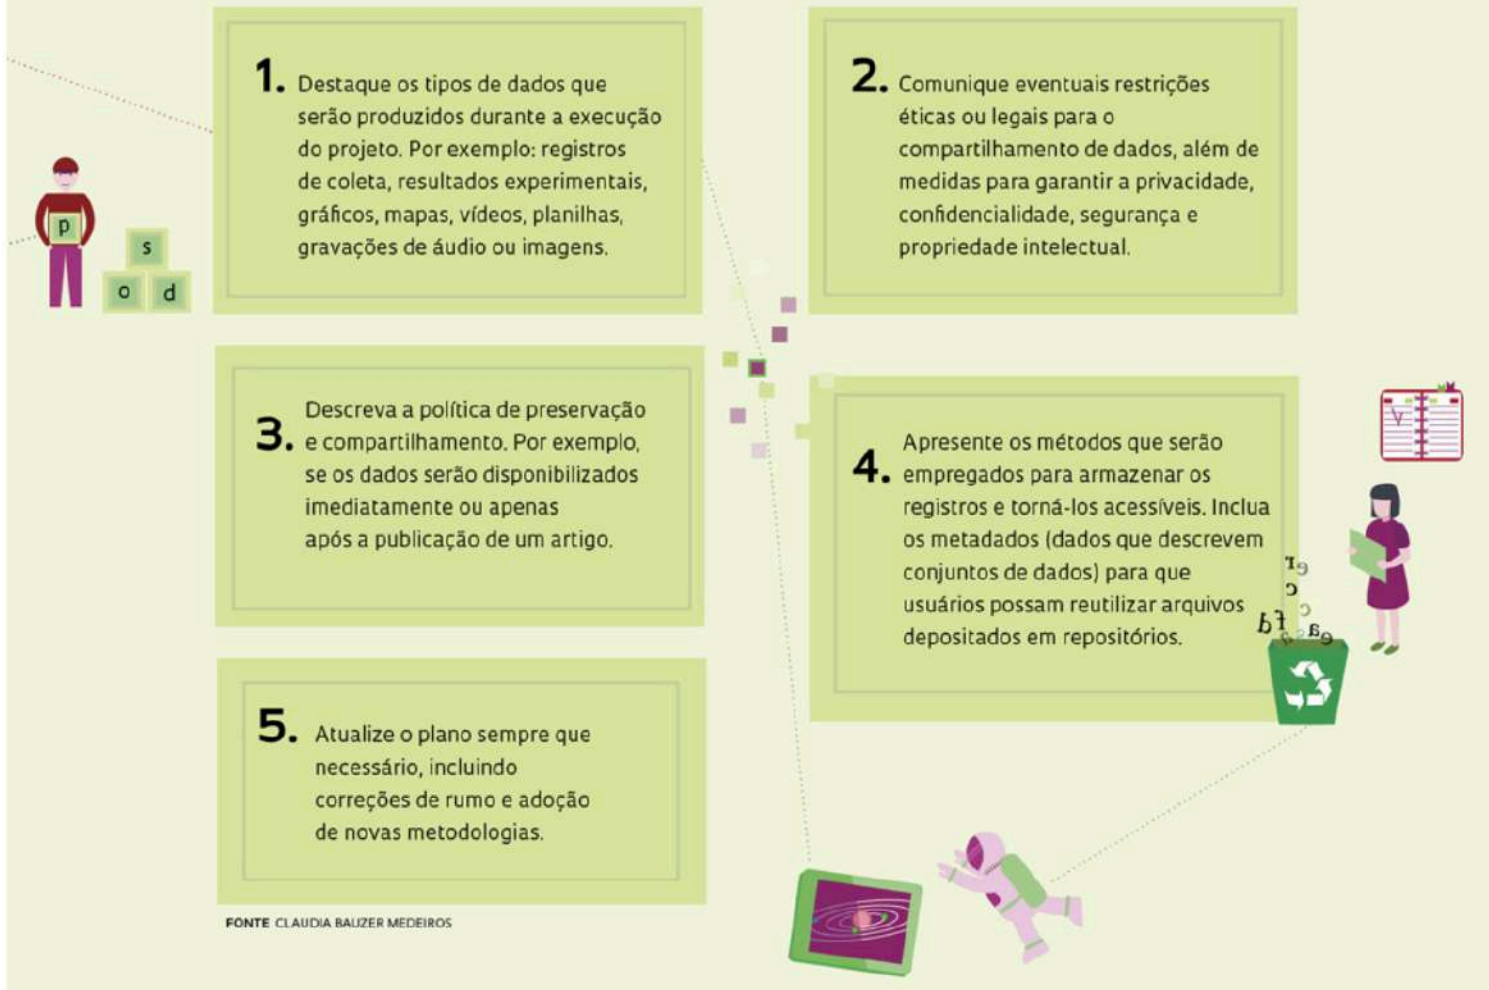 1. Destaque os tipos de dados que
serão produzidos durante a execução
do projeto. Por exemplo: registros
de coleta, resultados experimentais,
gráficos, mapas, vídeos, planilhas,
gravações de áudio ou imagens.
2. Comunique eventuais restrições
éticas ou legais para o
compartilhamento de dados, além de
medidas para garantir a privacidade,
confidencialidade, segurança e
propriedade intelectual.
p
s
o d
3. Descreva a política de preservação
e compartilhamento. Por exemplo,
se os dados serão disponibilizados
imediatamente ou apenas
após a publicação de um artigo.
4. Apresente os métodos que serão
empregados para armazenar os
registros e torná-los acessíveis. Inclua
os metadados (dados que descrevem
conjuntos de dados) para que
usuários possam reutilizar arquivos
depositados em repositórios.
5. Atualize o plano sempre que
necessário, incluindo
correções de rumo e adoção
de novas metodologias.
FONTE CLAUDIA BAUZER MEDEIROS